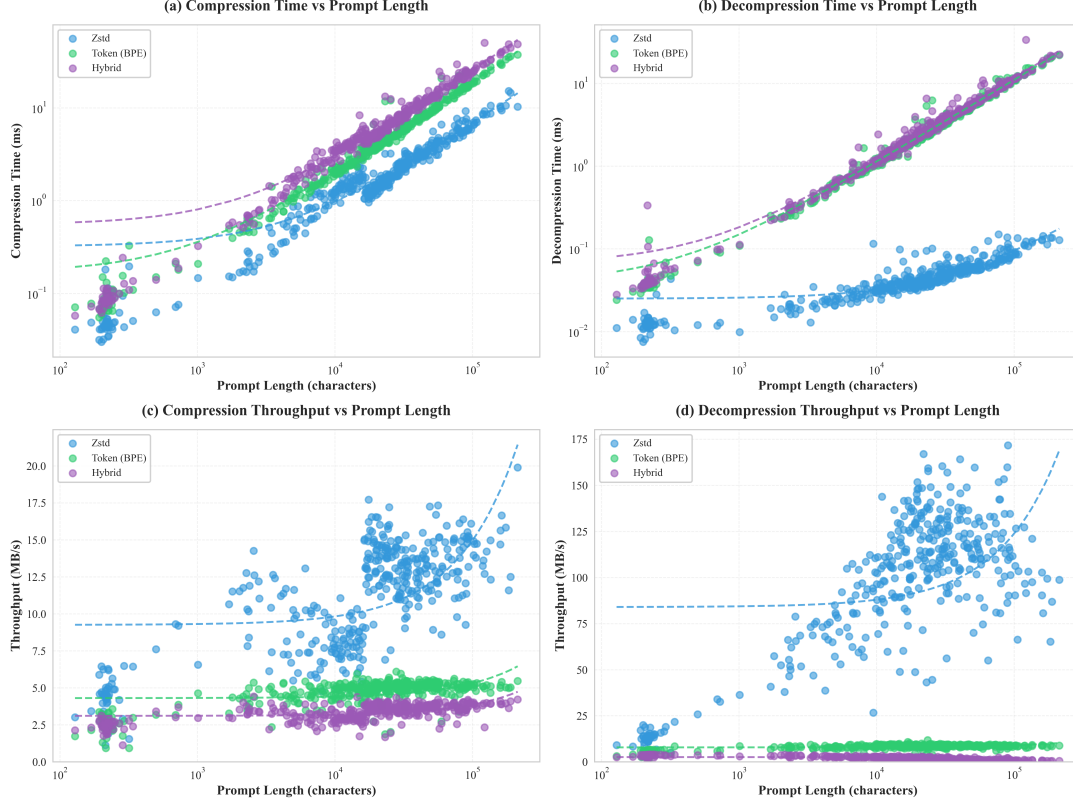 (a) Compression Time vs Prompt Length
Zstd
Token (BPE)
Hybrid
10¹
10⁰
10⁻¹
Compression Time (ms)
10²
10³
10⁴
10⁵
Prompt Length (characters)
(b) Decompression Time vs Prompt Length
Zstd
Token (BPE)
Hybrid
10¹
10⁰
10⁻¹
10⁻²
Decompression Time (ms)
10²
10³
10⁴
10⁵
Prompt Length (characters)
(c) Compression Throughput vs Prompt Length
Zstd
Token (BPE)
Hybrid
20.0
17.5
15.0
12.5
10.0
7.5
5.0
2.5
0.0
Throughput (MB/s)
10²
10³
10⁴
10⁵
Prompt Length (characters)
(d) Decompression Throughput vs Prompt Length
Zstd
Token (BPE)
Hybrid
175
150
125
100
75
50
25
0
Throughput (MB/s)
10²
10³
10⁴
10⁵
Prompt Length (characters)